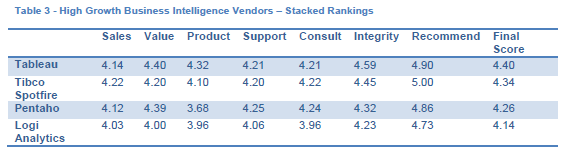 Table 3 - High Growth Business Intelligence Vendors – Stacked Rankings
Sales Value Product Support Consult Integrity Recommend Final Score
Tableau 4.14 4.40 4.32 4.21 4.21 4.59 4.90 4.40
Tibco Spotfire 4.22 4.20 4.10 4.20 4.22 4.45 5.00 4.34
Pentaho 4.12 4.39 3.68 4.25 4.24 4.32 4.86 4.26
Logi Analytics 4.03 4.00 3.96 4.06 3.96 4.23 4.73 4.14